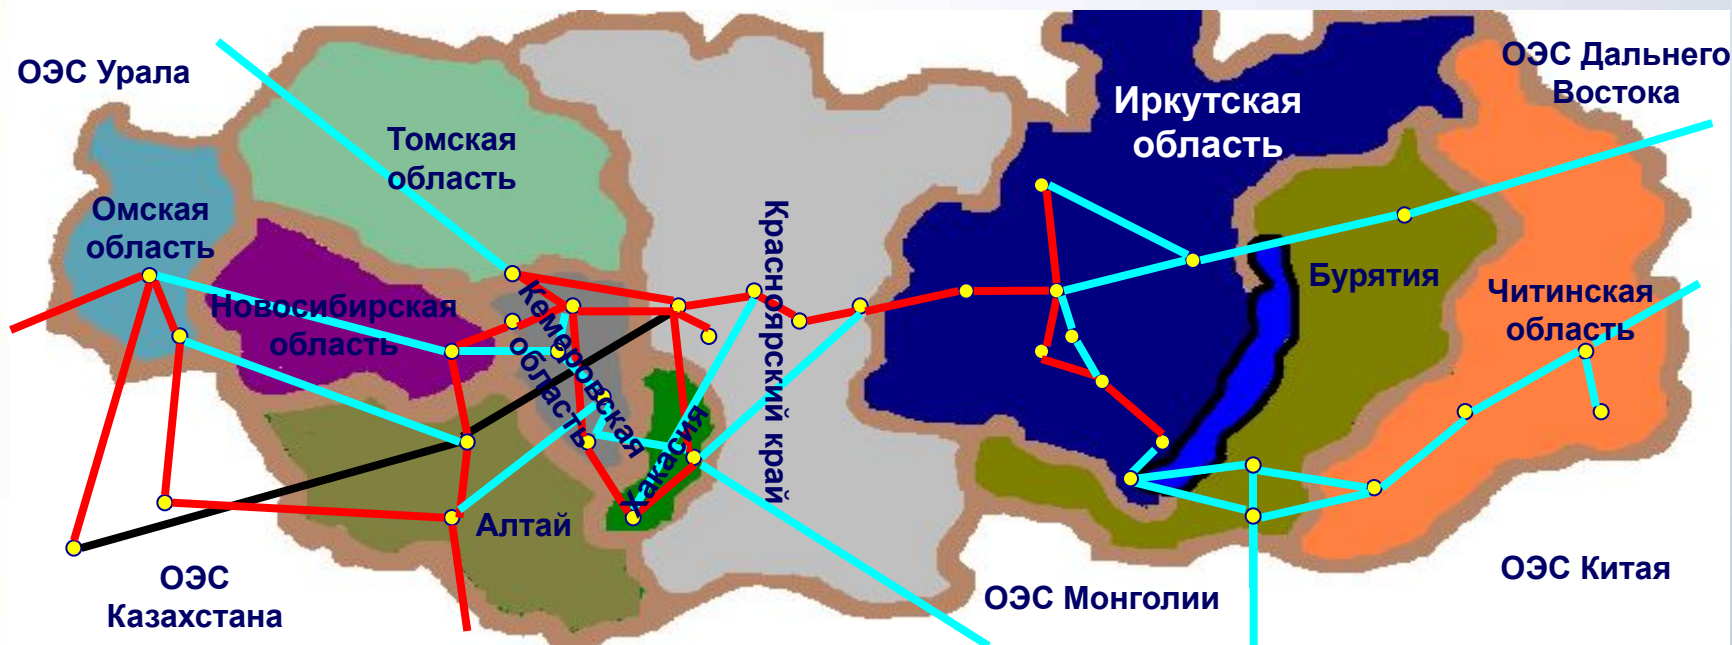 ОЭС Урала
Томская
область
Омская
область
Новосибирская
область
Кемеровская
область
Хакасия
Красноярский край
Алтай
ОЭС
Казахстана
Иркутская
область
ОЭС Дальнего
Востока
Бурятия
Читинская
область
ОЭС Монголии
ОЭС Китая